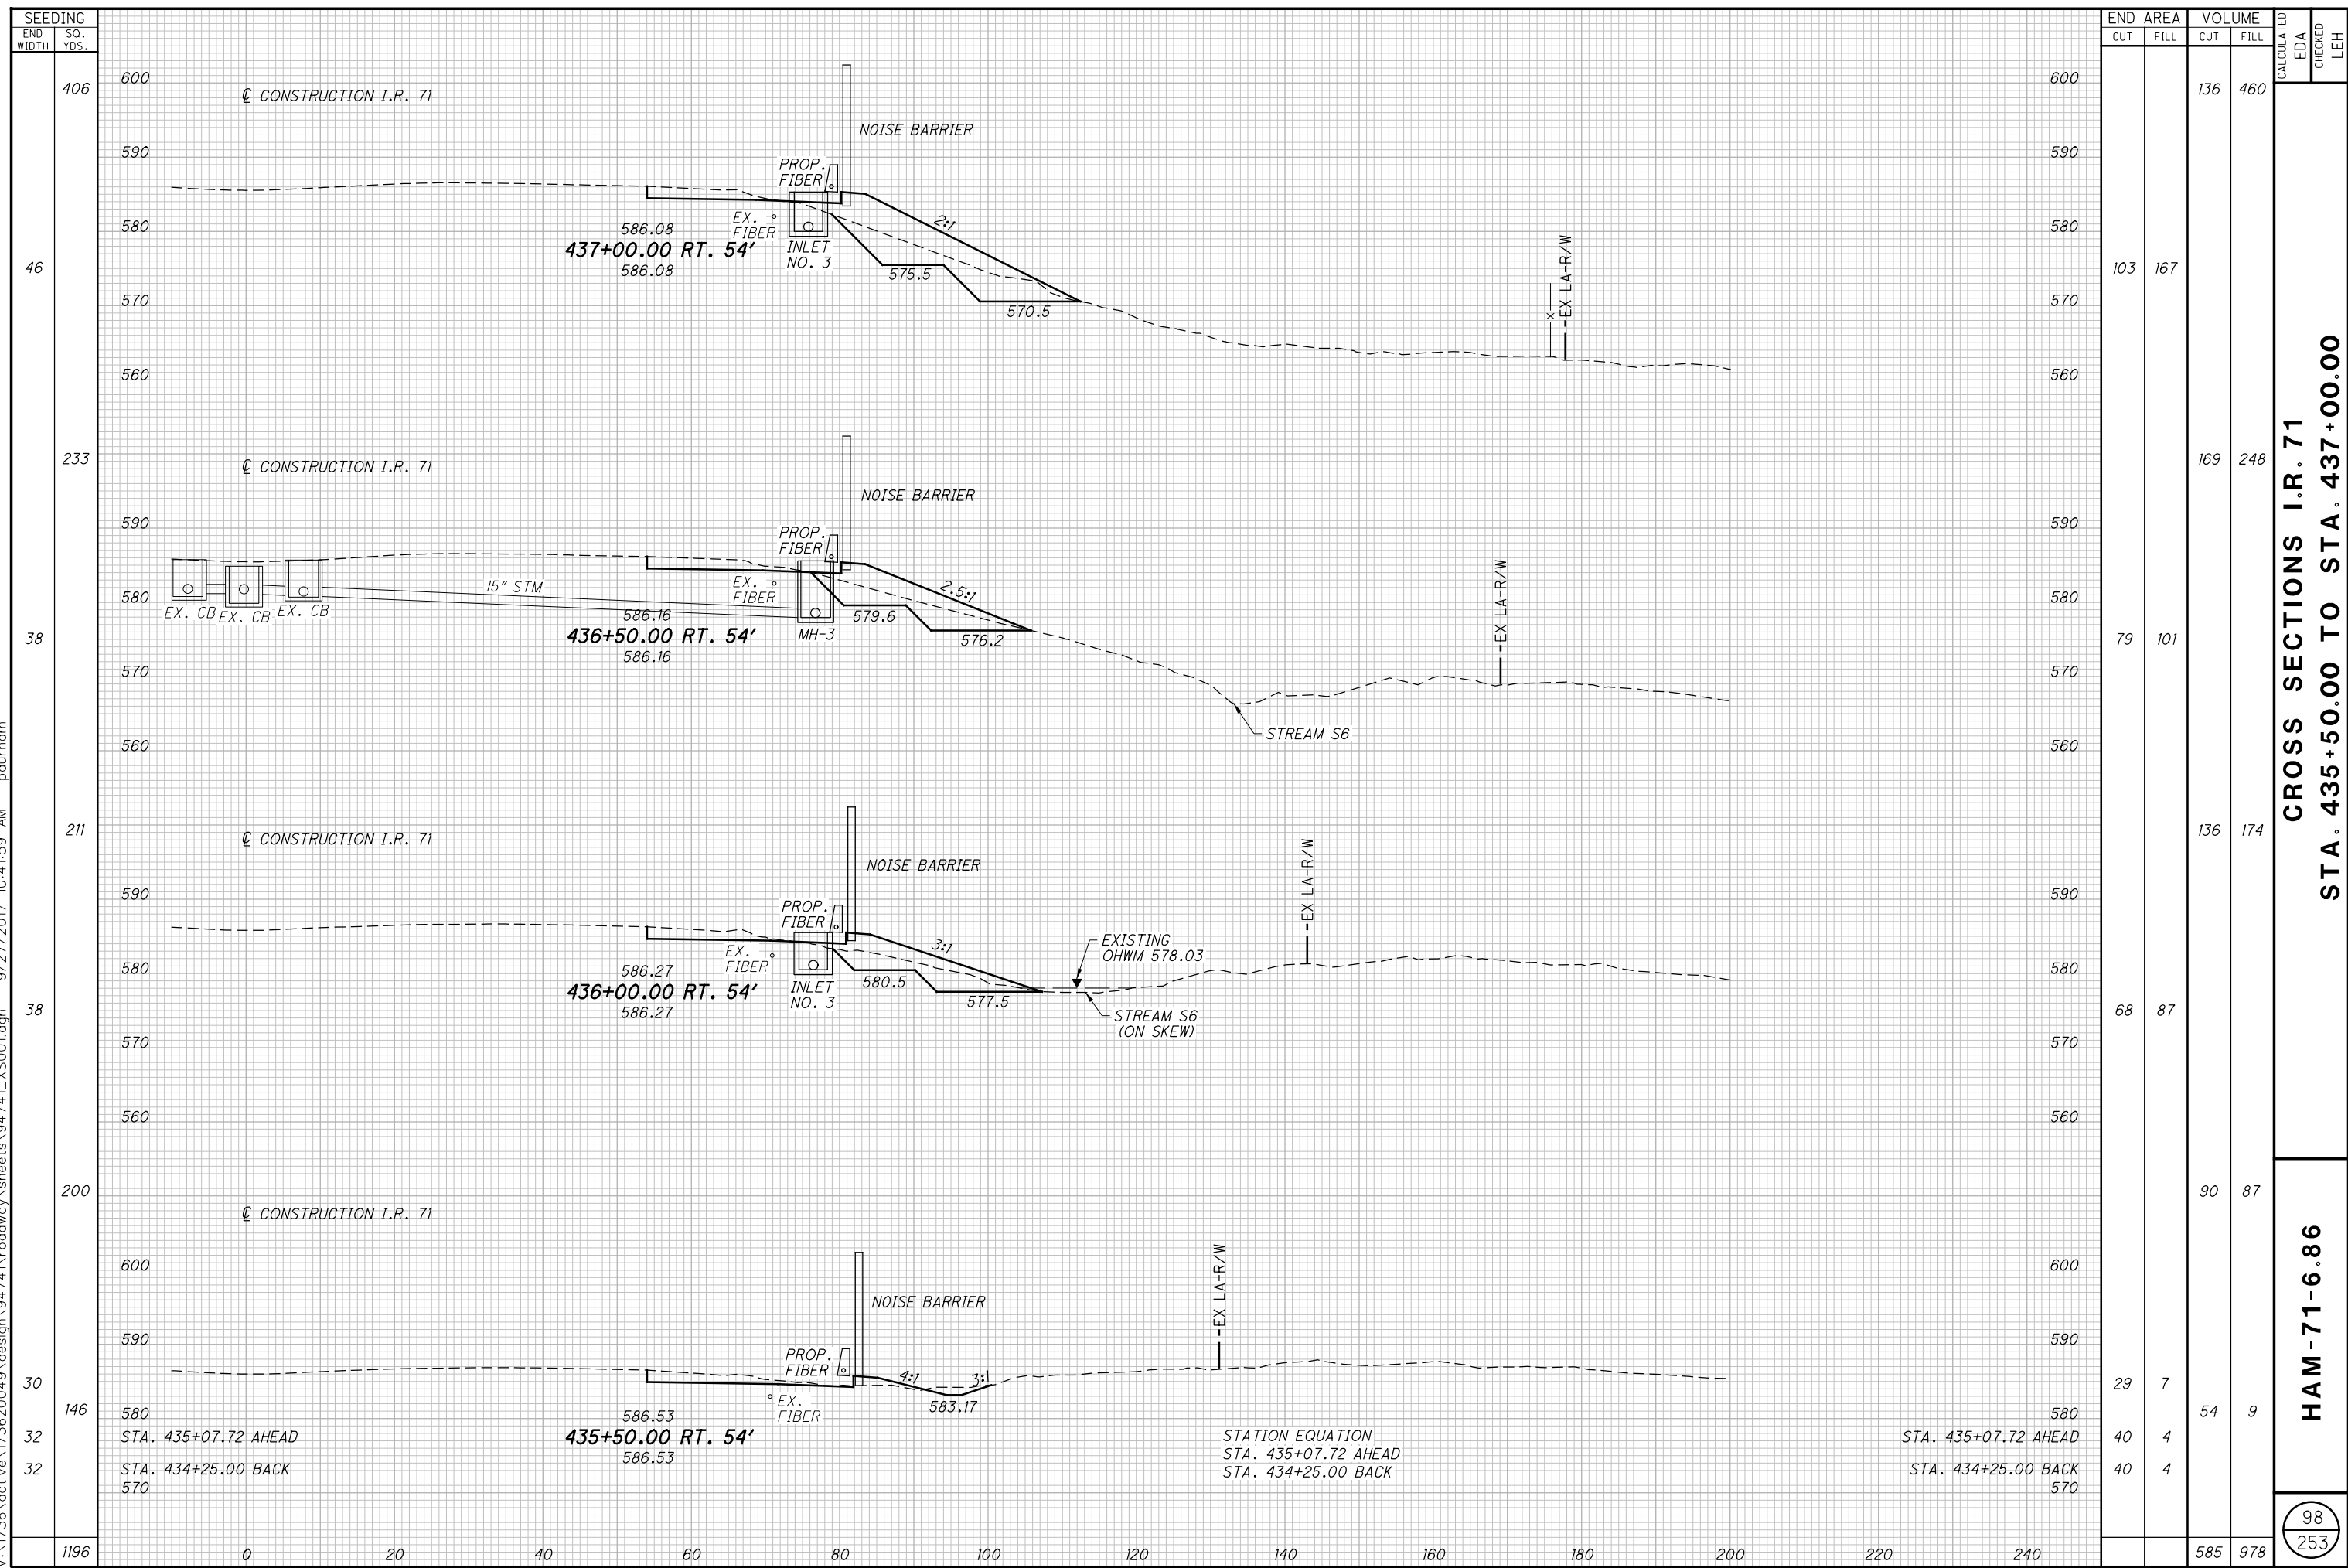 SEEDING
END WIDTH
SQ. YDS.
END AREA
VOLUME
CUT
FILL
CUT
FILL
CALCULATED
EDA
CHECKED
LEH
406
600
℄ CONSTRUCTION I.R. 71
600
136
460
NOISE BARRIER
590
590
PROP.
FIBER
580
EX.
FIBER
586.08
437+00.00 RT. 54'
586.08
INLET
NO. 3
2:1
575.5
570.5
X
EX LA-R/W
580
46
103
167
570
570
560
560
233
℄ CONSTRUCTION I.R. 71
169
248
NOISE BARRIER
590
590
PROP.
FIBER
580
EX. CB
EX. CB
EX. CB
15" STM
EX.
FIBER
586.16
436+50.00 RT. 54'
586.16
MH-3
2.5:1
579.6
576.2
EX LA-R/W
580
38
79
101
570
570
STREAM S6
560
560
211
℄ CONSTRUCTION I.R. 71
136
174
NOISE BARRIER
590
590
PROP.
FIBER
580
EX.
FIBER
586.27
436+00.00 RT. 54'
586.27
INLET
NO. 3
3:1
580.5
577.5
EXISTING
OHWM 578.03
STREAM S6
(ON SKEW)
EX LA-R/W
580
38
68
87
570
570
560
560
200
℄ CONSTRUCTION I.R. 71
90
87
600
600
NOISE BARRIER
590
590
PROP.
FIBER
EX.
FIBER
4:1
3:1
583.17
EX LA-R/W
30
29
7
146
580
586.53
435+50.00 RT. 54'
586.53
580
54
9
32
STA. 435+07.72 AHEAD
STATION EQUATION
STA. 435+07.72 AHEAD
STA. 434+25.00 BACK
STA. 435+07.72 AHEAD
40
4
32
STA. 434+25.00 BACK
STA. 434+25.00 BACK
40
4
570
570
1196
0 20 40 60 80 100 120 140 160 180 200 220 240
585
978
CROSS SECTIONS I.R. 71
STA. 435+50.00 TO STA. 437+00.00
HAM-71-6.86
98
253